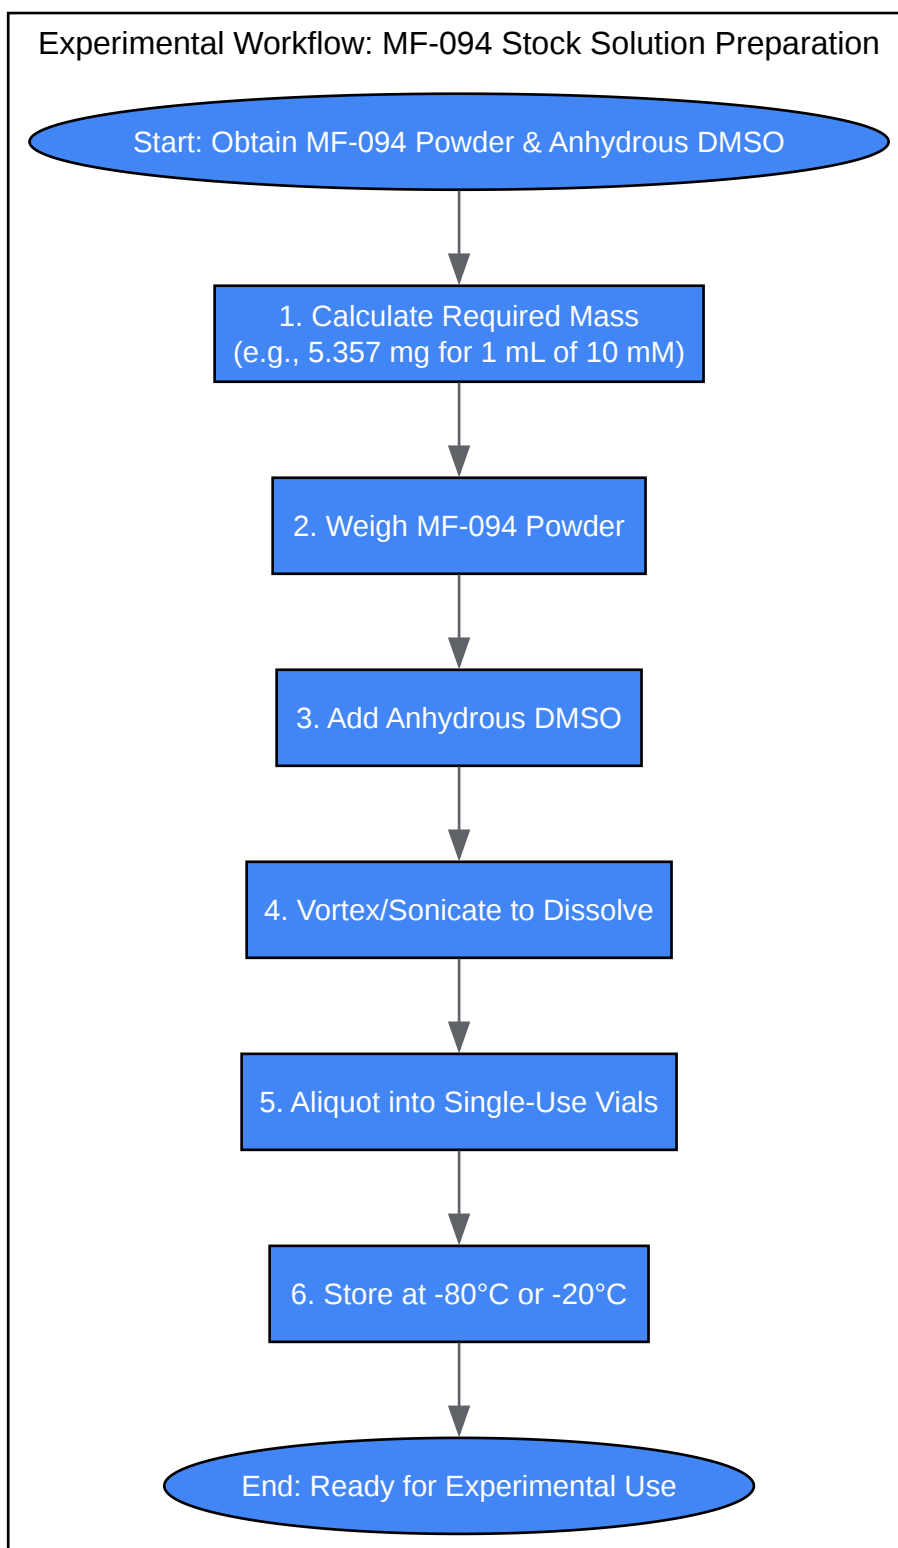 Experimental Workflow: MF-094 Stock Solution Preparation
Start: Obtain MF-094 Powder & Anhydrous DMSO
1. Calculate Required Mass
(e.g., 5.357 mg for 1 mL of 10 mM)
2. Weigh MF-094 Powder
3. Add Anhydrous DMSO
4. Vortex/Sonicate to Dissolve
5. Aliquot into Single-Use Vials
6. Store at -80°C or -20°C
End: Ready for Experimental Use